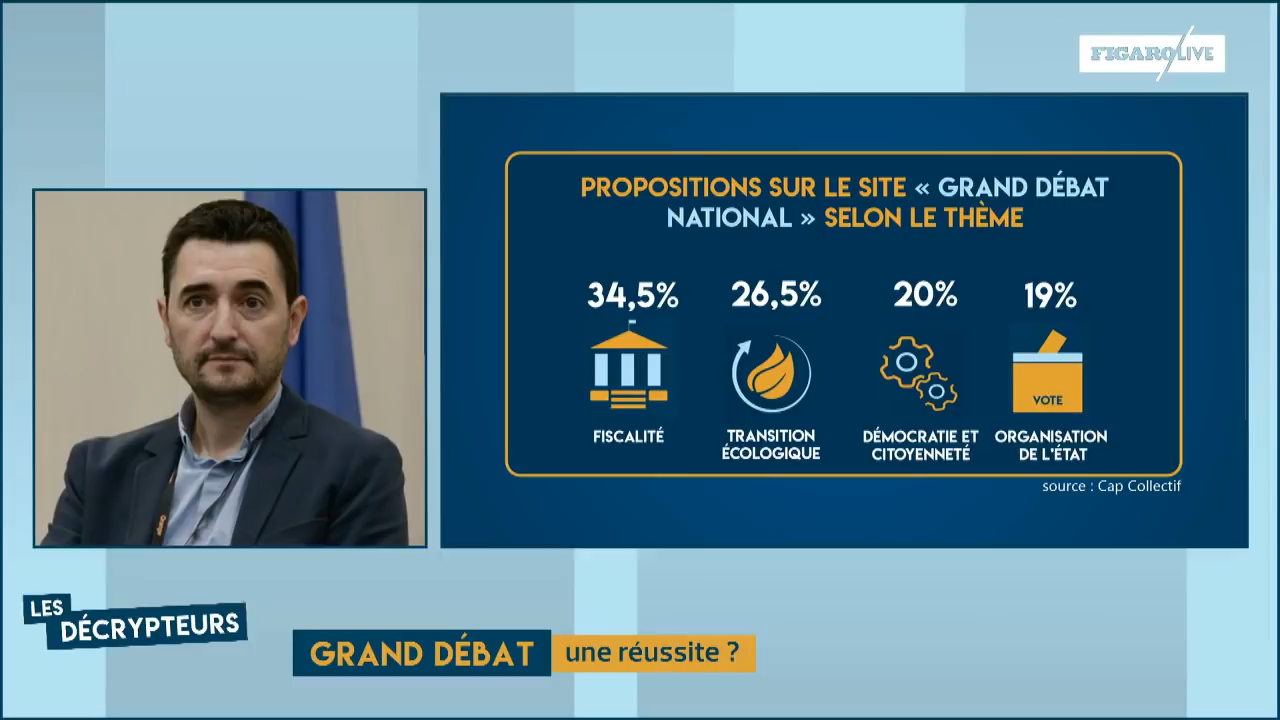 FIGARO LIVE
PROPOSITIONS SUR LE SITE « GRAND DÉBAT
NATIONAL » SELON LE THÈME
34,5%
26,5%
20%
19%
VOTE
FISCALITÉ
TRANSITION
ÉCOLOGIQUE
DÉMOCRATIE ET
CITOYENNETÉ
ORGANISATION
DE L'ÉTAT
source : Cap Collectif
Orange
LES
DÉCRYPTEURS
GRAND DÉBAT
une réussite ?